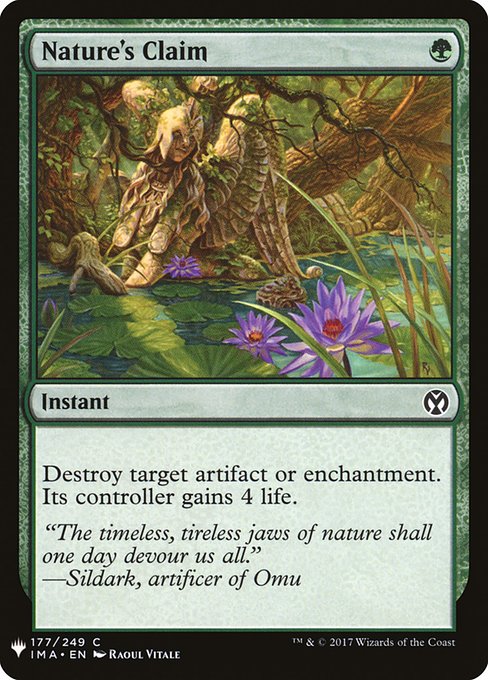 Nature's Claim
Instant
Destroy target artifact or enchantment.
Its controller gains 4 life.
“The timeless, tireless jaws of nature shall
one day devour us all.”
—Sildark, artificer of Omu
177/249 C
IMA • EN Raoul Vitale
™ & © 2017 Wizards of the Coast